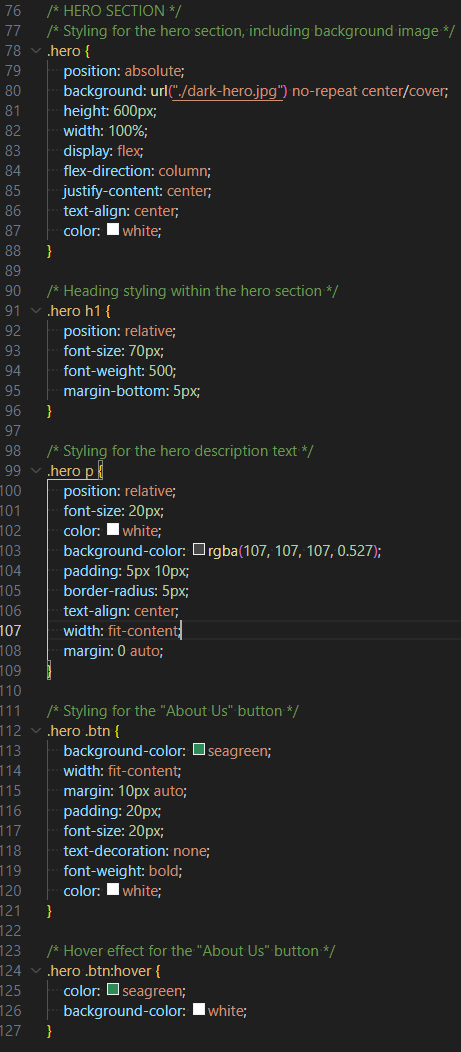 76 /* HERO SECTION */
77 /* Styling for the hero section, including background image */
78 .hero {
79 position: absolute;
80 background: url("./dark-hero.jpg") no-repeat center/cover;
81 height: 600px;
82 width: 100%;
83 display: flex;
84 flex-direction: column;
85 justify-content: center;
86 text-align: center;
87 color: white;
88 }
89
90 /* Heading styling within the hero section */
91 .hero h1 {
92 position: relative;
93 font-size: 70px;
94 font-weight: 500;
95 margin-bottom: 5px;
96 }
97
98 /* Styling for the hero description text */
99 .hero p {
100 position: relative;
101 font-size: 20px;
102 color: white;
103 background-color: rgba(107, 107, 107, 0.527);
104 padding: 5px 10px;
105 border-radius: 5px;
106 text-align: center;
107 width: fit-content;
108 margin: 0 auto;
109 }
110
111 /* Styling for the "About Us" button */
112 .hero .btn {
113 background-color: seagreen;
114 width: fit-content;
115 margin: 10px auto;
116 padding: 20px;
117 font-size: 20px;
118 text-decoration: none;
119 font-weight: bold;
120 color: white;
121 }
122
123 /* Hover effect for the "About Us" button */
124 .hero .btn:hover {
125 color: seagreen;
126 background-color: white;
127 }